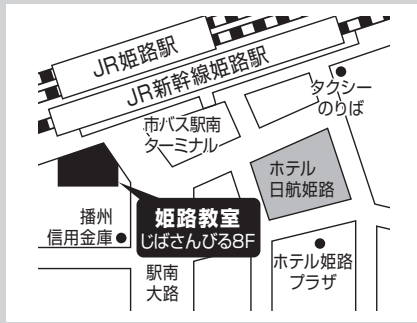 JR姫路駅
JR新幹線姫路駅
タクシー
のりば
市バス駅南
ターミナル
ホテル
日航姫路
姫路教室
じばさんびる8F
播州
信用金庫
駅南
大路
ホテル姫路
プラザ